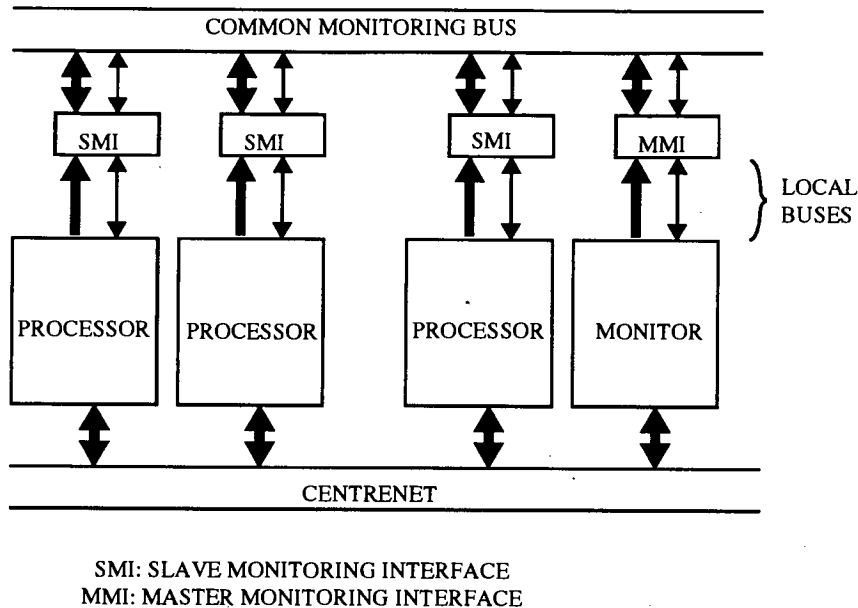 COMMON MONITORING BUS
SMI
SMI
SMI
MMI
LOCAL
BUSES
PROCESSOR
PROCESSOR
PROCESSOR
MONITOR
CENTRENET
SMI: SLAVE MONITORING INTERFACE
MMI: MASTER MONITORING INTERFACE